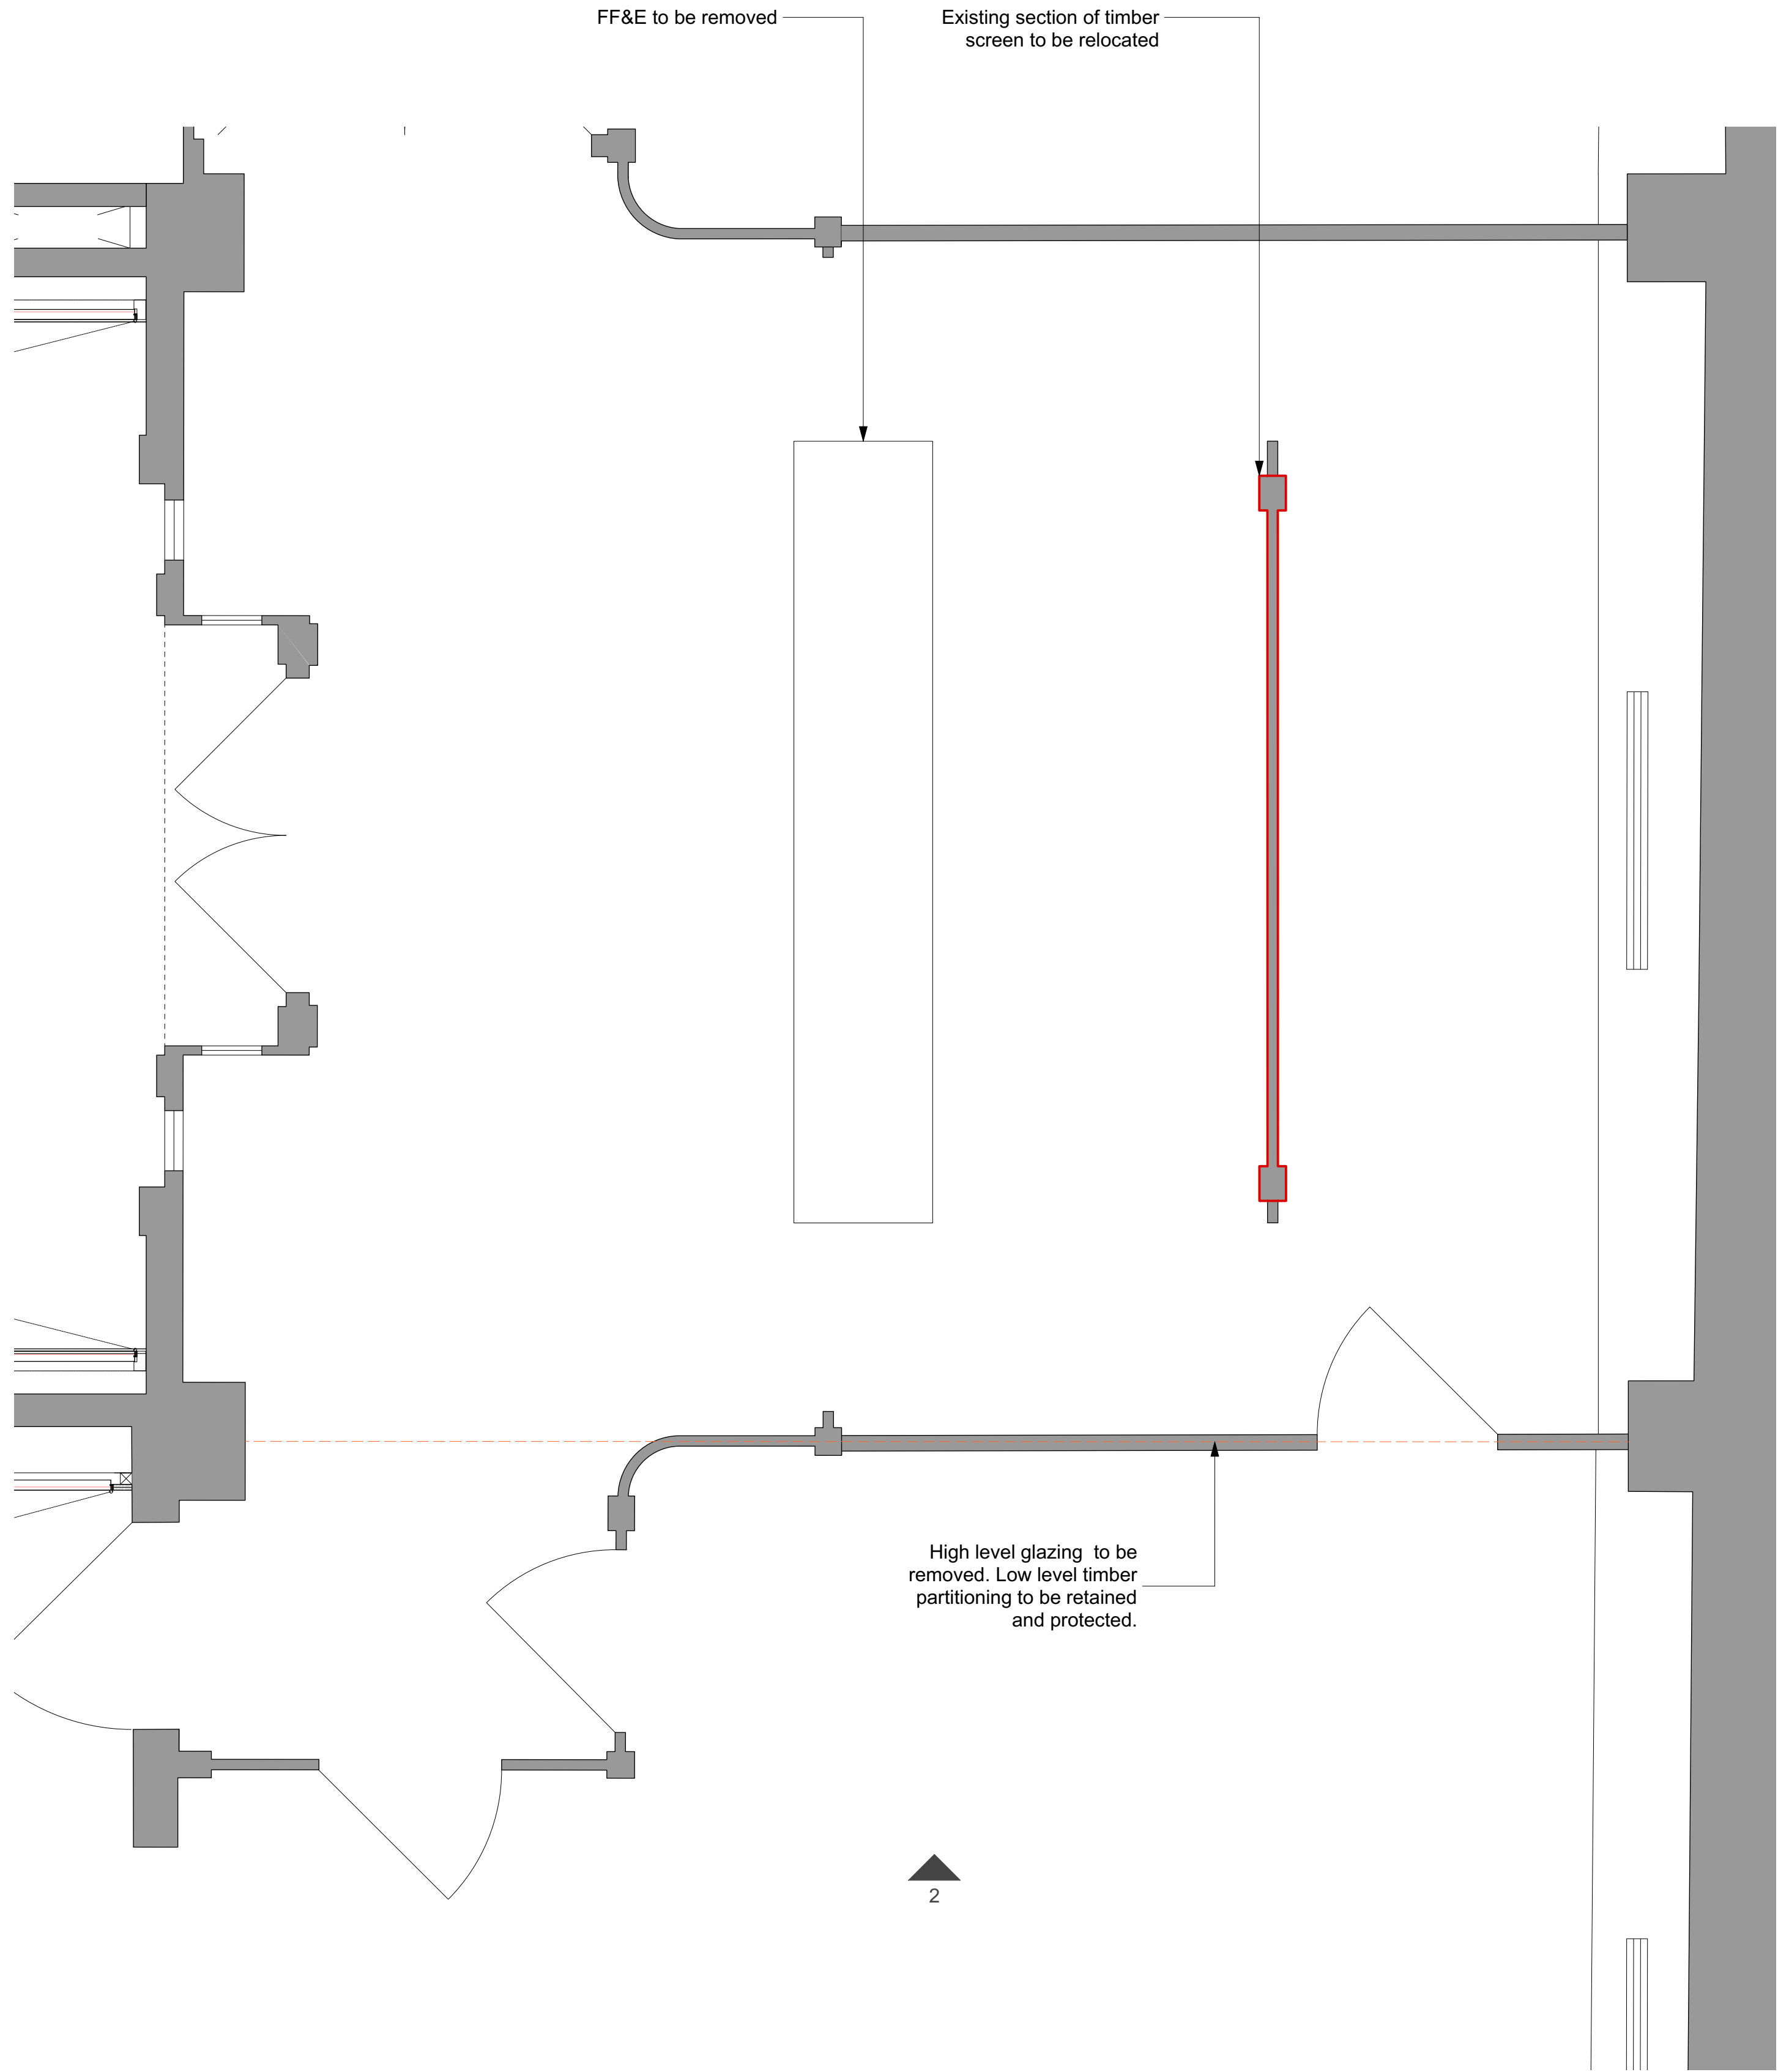 FF&E to be removed
Existing section of timber
screen to be relocated
High level glazing  to be
removed. Low level timber
partitioning to be retained
and protected.
2